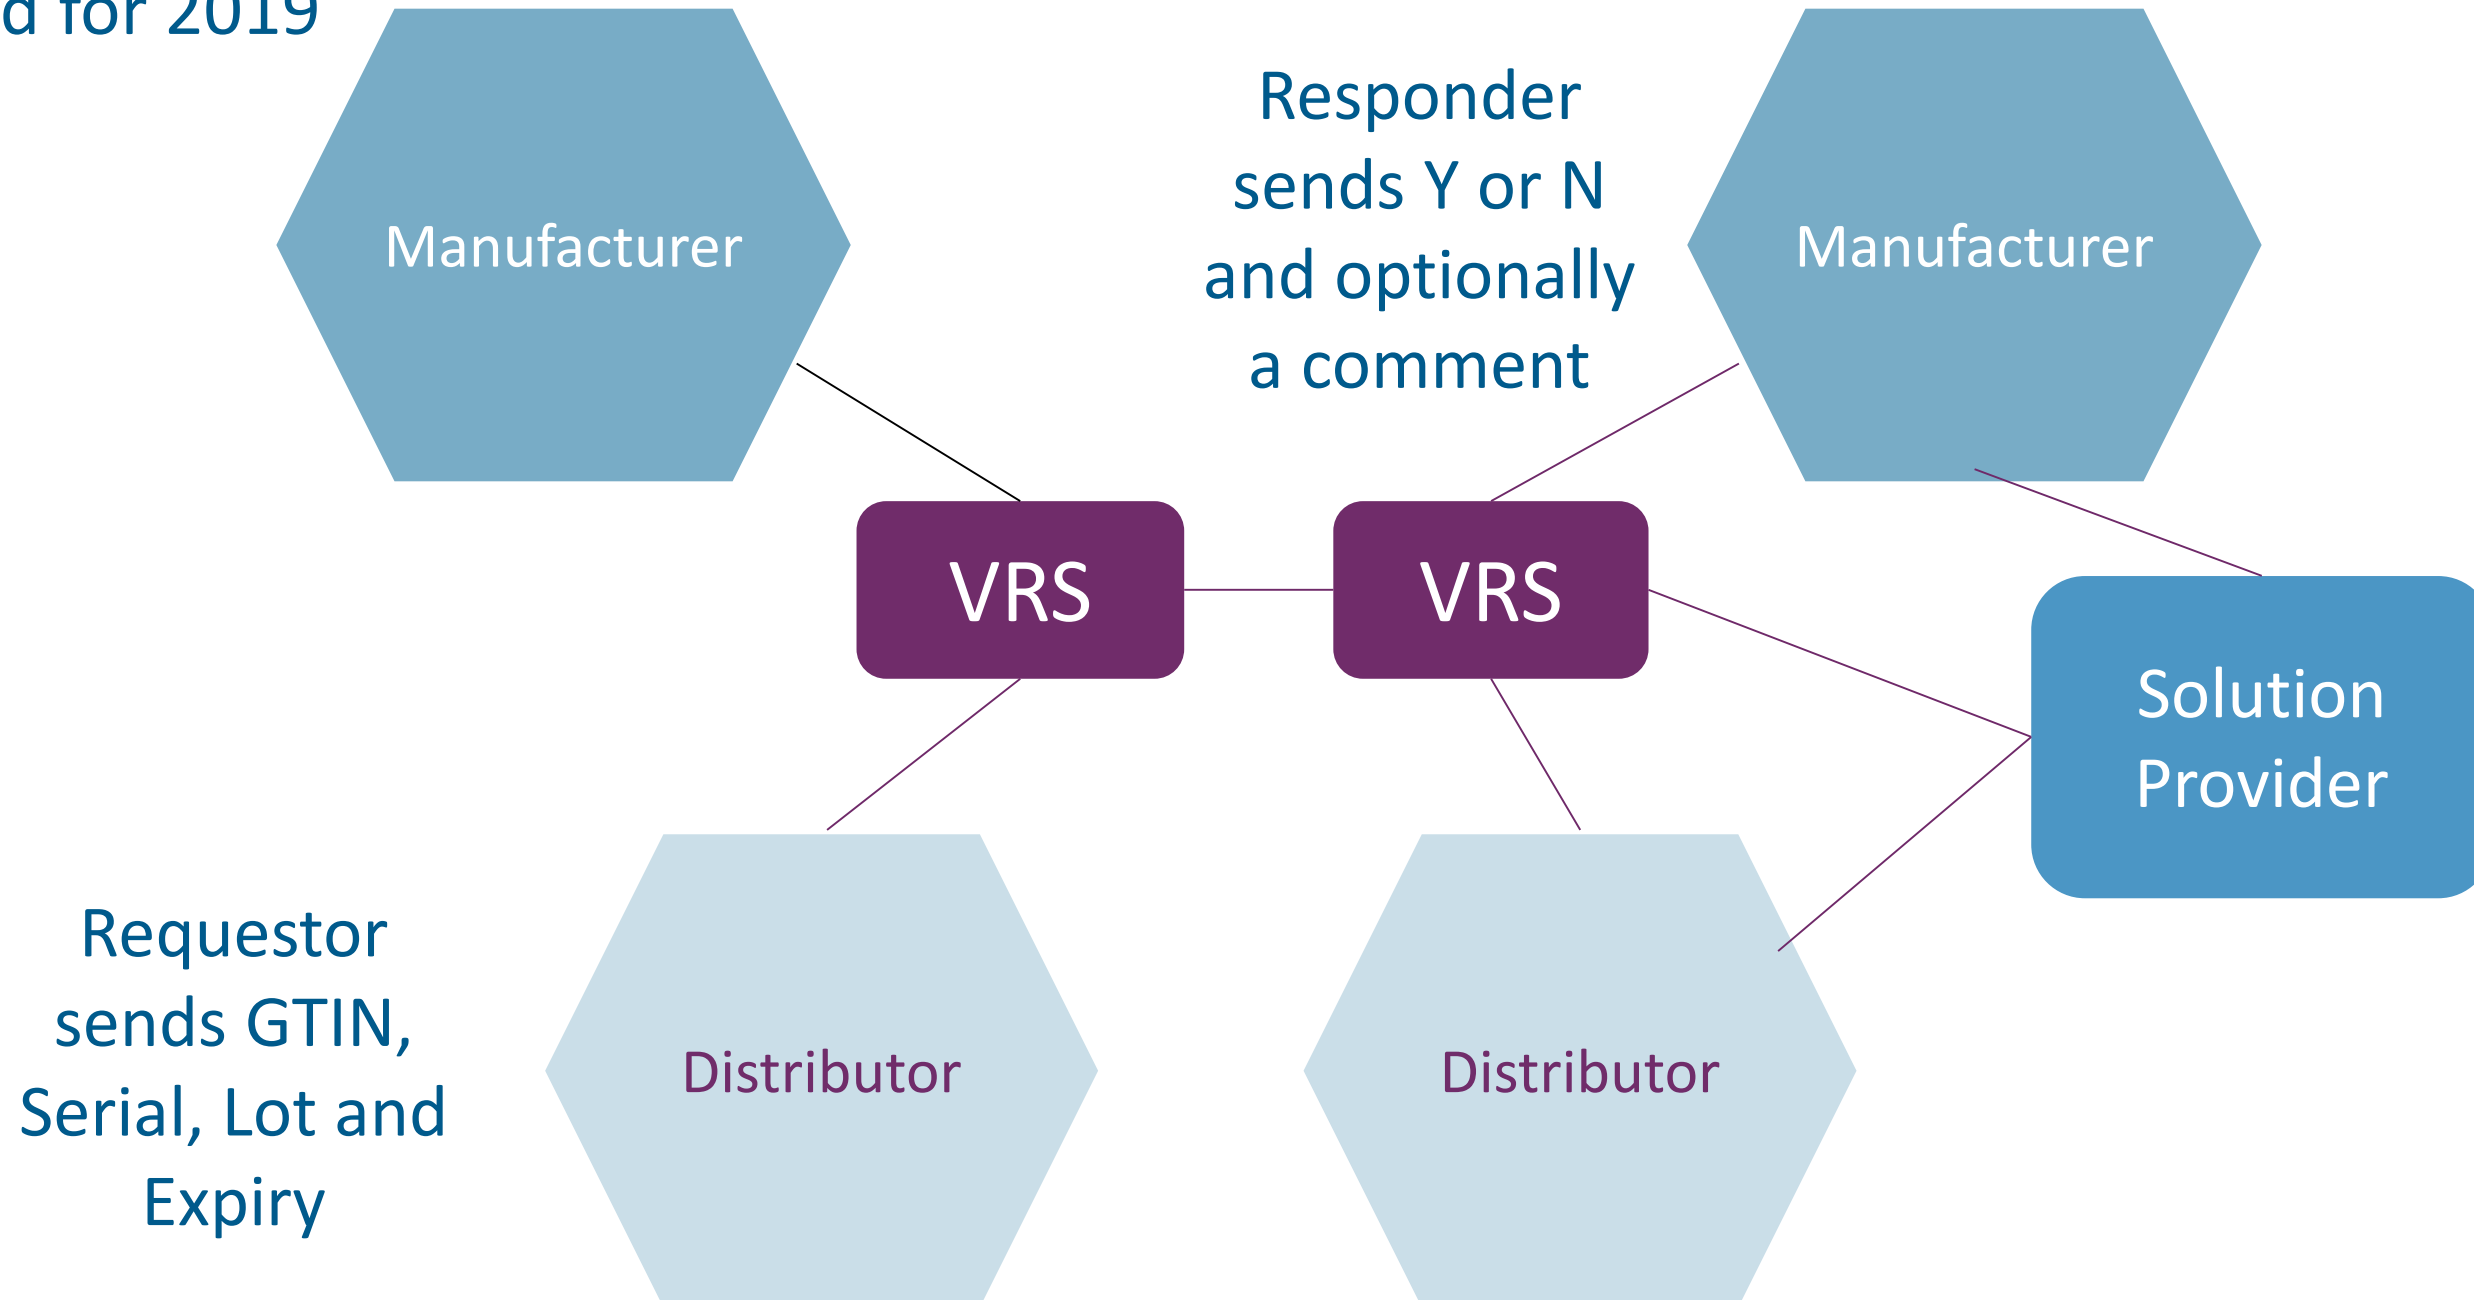 d for 2019
Manufacturer
Responder
sends Y or N
and optionally
a comment
Manufacturer
VRS
VRS
Solution
Provider
Requestor
sends GTIN,
Serial, Lot and
Expiry
Distributor
Distributor